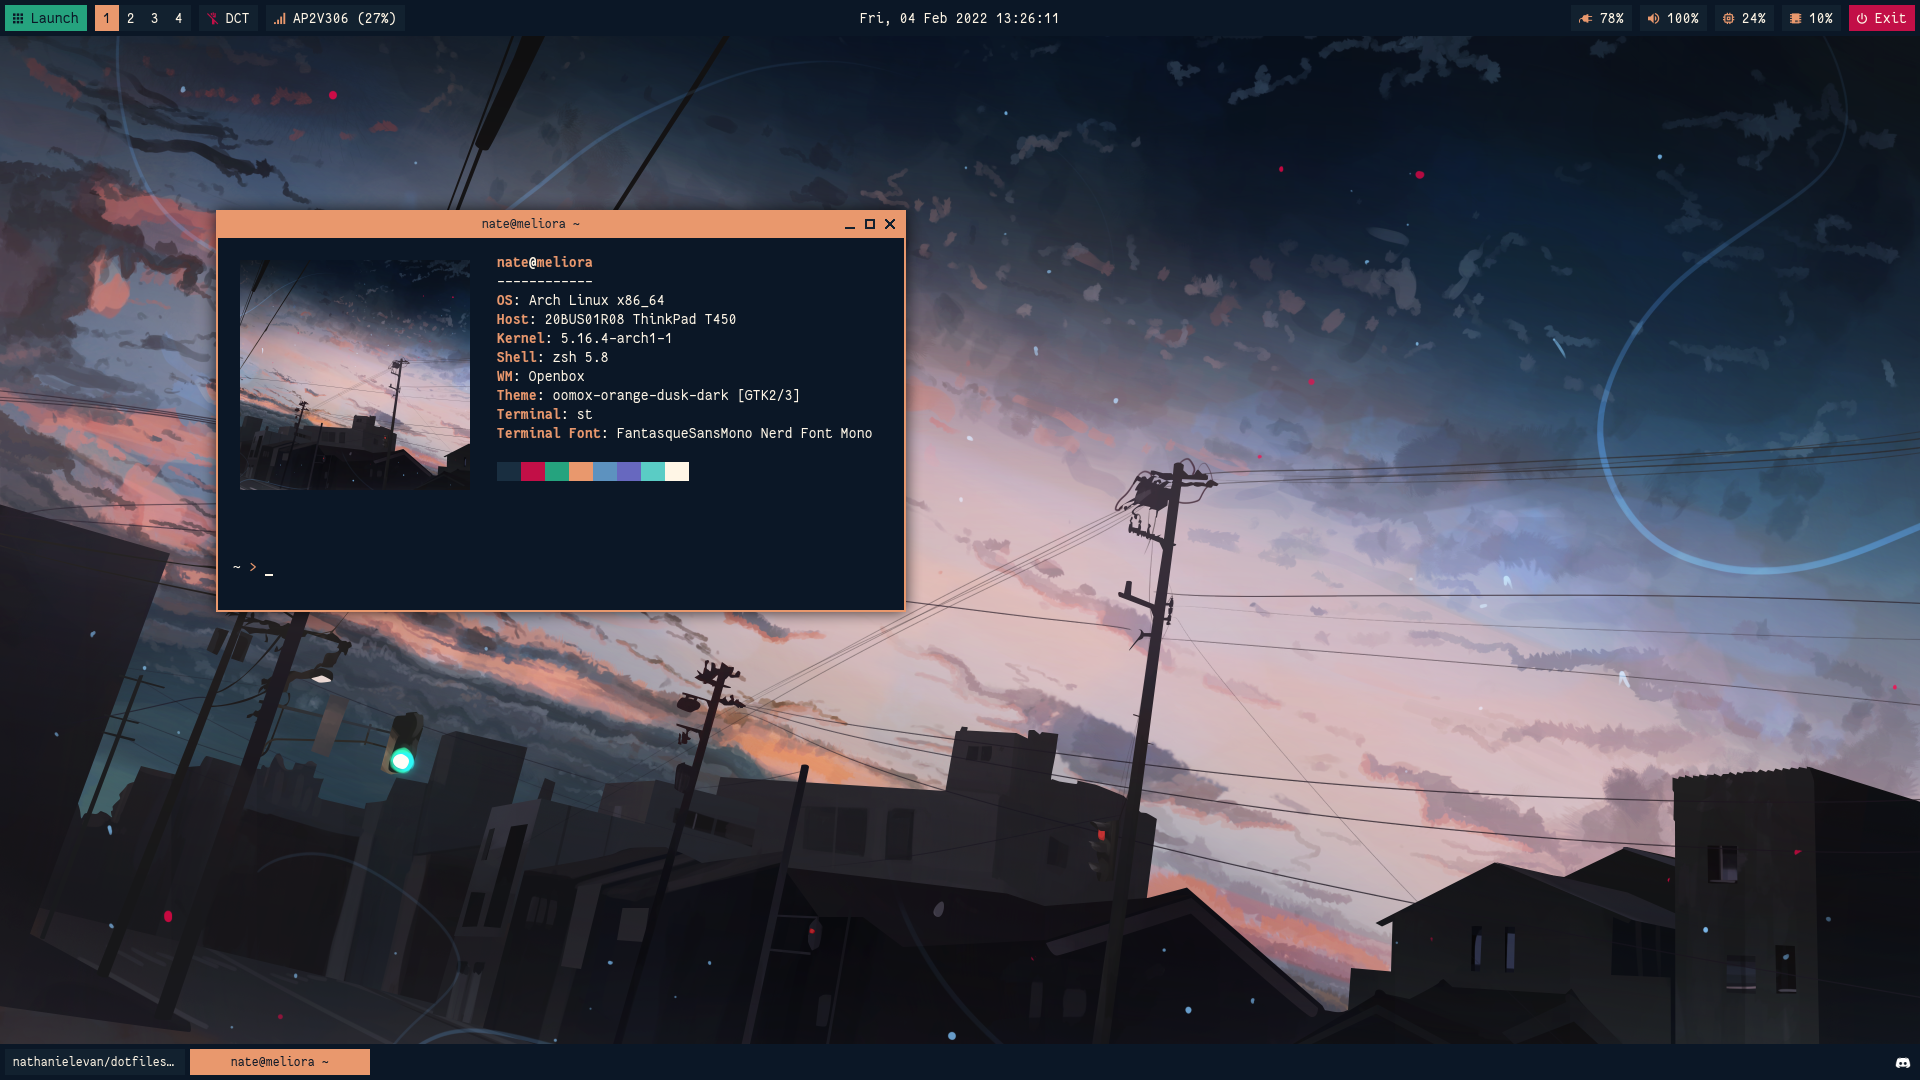 Launch 1 2 3 4 DCT AP2V306 (27%) Fri, 04 Feb 2022 13:26:11 78% 100% 24% 10% Exit
nate@meliora ~
nate@meliora
------------
OS: Arch Linux x86_64
Host: 20BUS01R08 ThinkPad T450
Kernel: 5.16.4-arch1-1
Shell: zsh 5.8
WM: Openbox
Theme: oomox-orange-dusk-dark [GTK2/3]
Terminal: st
Terminal Font: FantasqueSansMono Nerd Font Mono
~ > _
nathanielevan/dotfiles… nate@meliora ~